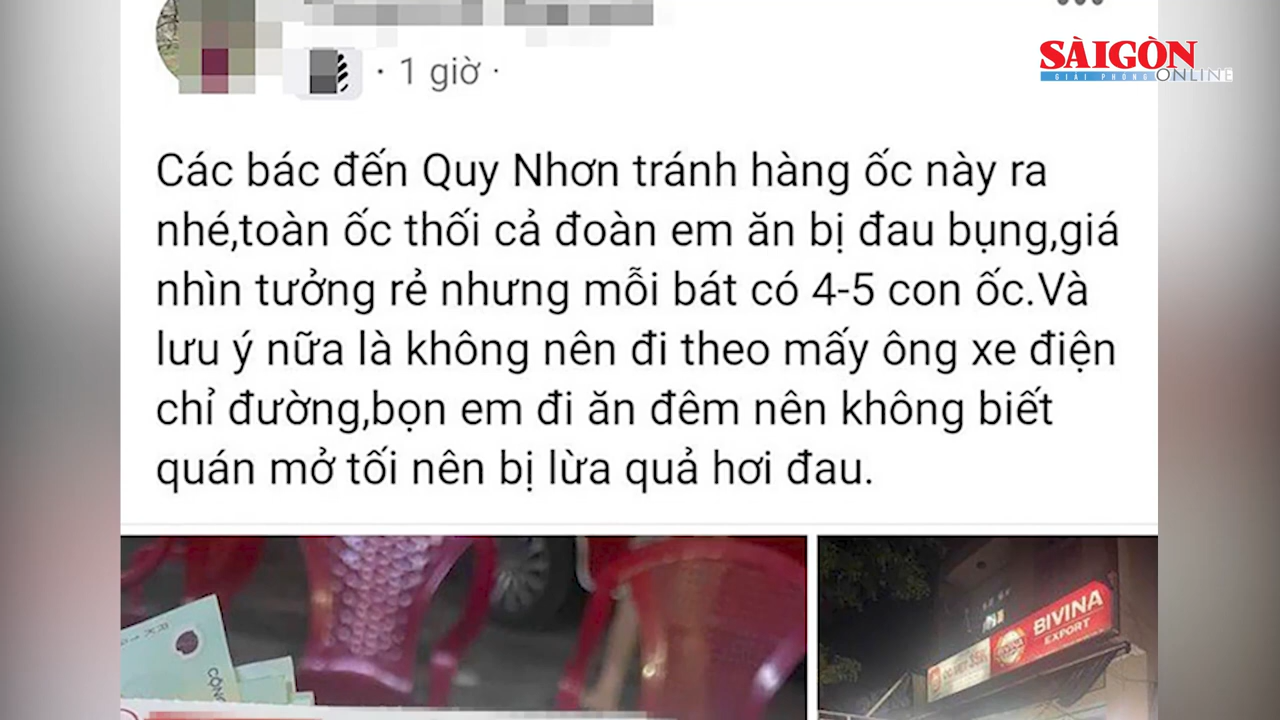 SÀIGÒN
GIẢI PHÓNG ONLINE
· 1 giờ ·
Các bác đến Quy Nhơn tránh hàng ốc này ra
nhé,toàn ốc thối cả đoàn em ăn bị đau bụng,giá
nhìn tưởng rẻ nhưng mỗi bát có 4-5 con ốc.Và
lưu ý nữa là không nên đi theo mấy ông xe điện
chỉ đường,bọn em đi ăn đêm nên không biết
quán mở tối nên bị lừa quả hơi đau.
BIVINA
EXPORT